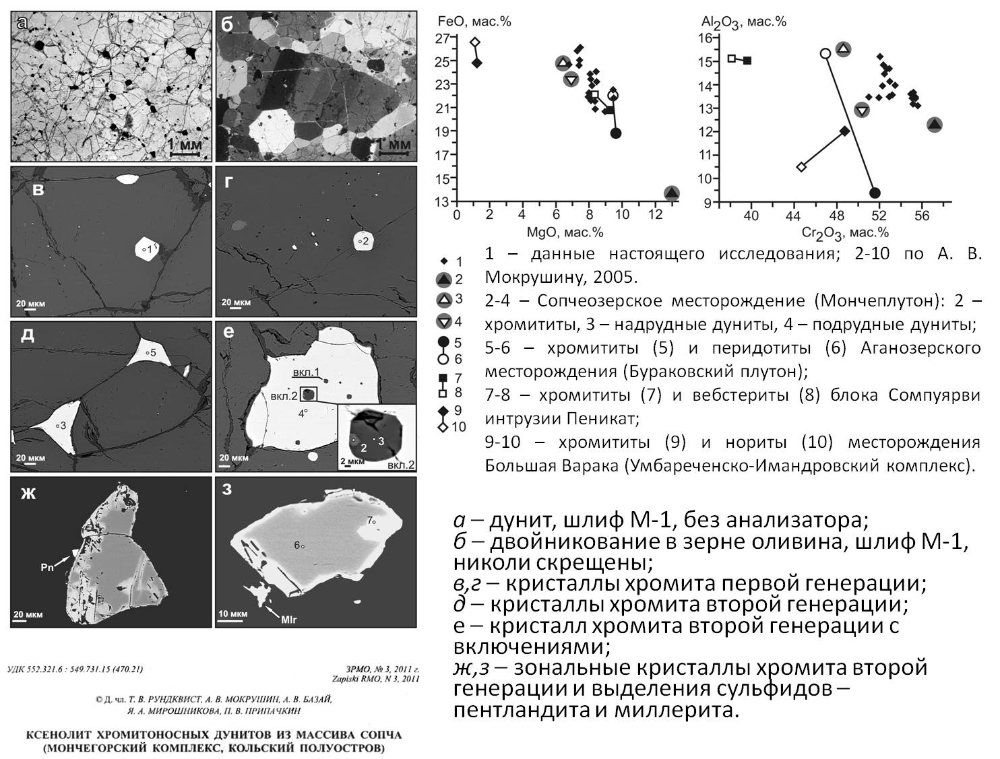 а
б
1 мм
1 мм
в
г
1
2
20 мкм
20 мкм
д
е
5
3
вкл.1
вкл.2
4
2
3
вкл.2
2 мкм
20 мкм
20 мкм
ж
з
Pn
20 мкм
6
7
10 мкм
Mlr
FeO, мас.%
27
25
23
21
19
17
15
13
0 2 4 6 8 10 12
MgO, мас.%
Al2O3, мас.%
16
15
14
13
12
11
10
9
40 44 48 52 56
Cr2O3, мас.%
1
2
3
4
5
6
7
8
9
10
1 – данные настоящего исследования; 2-10 по А. В.
Мокрушину, 2005.
2-4 – Сопчеозерское месторождение (Мончеплутон): 2 –
хромититы, 3 – надрудные дуниты, 4 – подрудные дуниты;
5-6 – хромититы (5) и перидотиты (6) Аганозерского
месторождения (Бураковский плутон);
7-8 – хромититы (7) и вебстериты (8) блока Сомпуярви
интрузии Пеникат;
9-10 – хромититы (9) и нориты (10) месторождения
Большая Варака (Умбареченско-Имандровский комплекс).
а – дунит, шлиф М-1, без анализатора;
б – двойникование в зерне оливина, шлиф М-1,
николи скрещены;
в,г – кристаллы хромита первой генерации;
д – кристаллы хромита второй генерации;
е – кристалл хромита второй генерации с
включениями;
ж,з – зональные кристаллы хромита второй
генерации и выделения сульфидов –
пентландита и миллерита.
УДК 552.321.6 : 549.731.15 (470.21)
ЗРМО, № 3, 2011 г.
Zapiski RMO, N 3, 2011
© Д. чл. Т. В. РУНДКВИСТ, А. В. МОКРУШИН, А. В. БАЗАЙ,
Я. А. МИРОШНИКОВА, П. В. ПРИПАЧКИН
КСЕНОЛИТ ХРОМИТОНОСНЫХ ДУНИТОВ ИЗ МАССИВА СОПЧА
(МОНЧЕГОРСКИЙ КОМПЛЕКС, КОЛЬСКИЙ ПОЛУОСТРОВ)